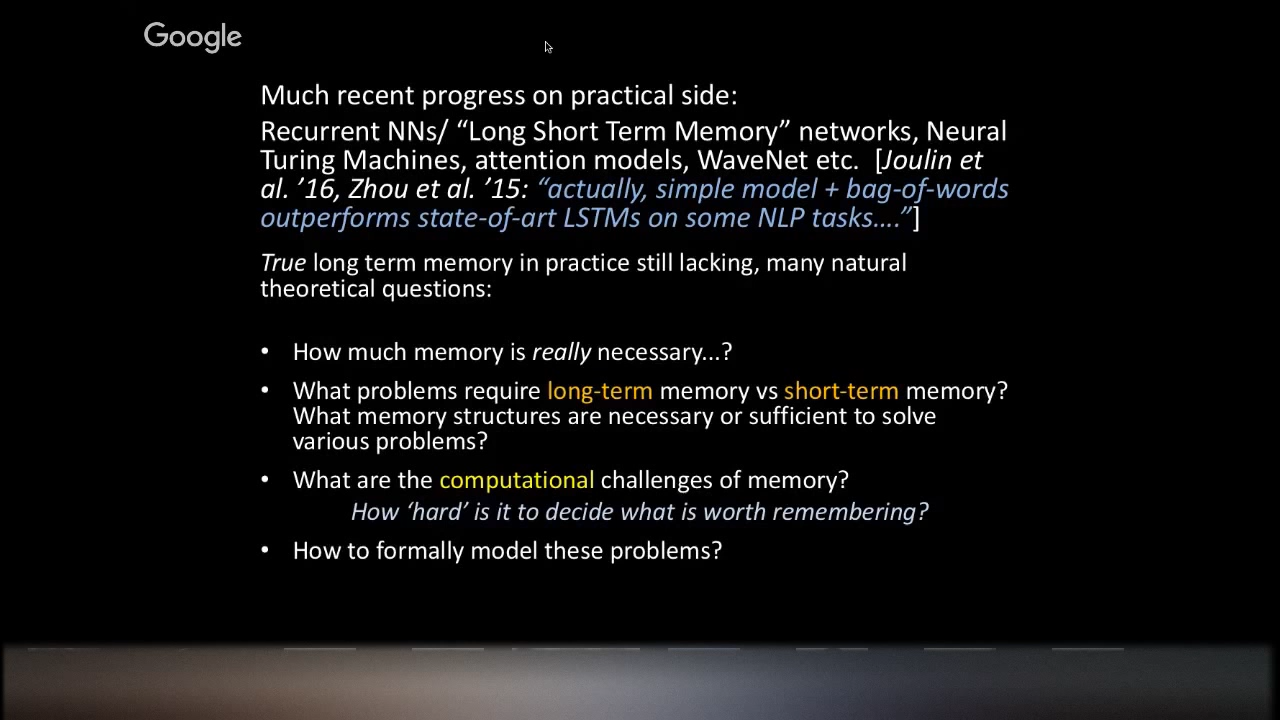 Google
Much recent progress on practical side:
Recurrent NNs/ “Long Short Term Memory” networks, Neural
Turing Machines, attention models, WaveNet etc. [Joulin et
al. ’16, Zhou et al. ’15: “actually, simple model + bag-of-words
outperforms state-of-art LSTMs on some NLP tasks….”]
True long term memory in practice still lacking, many natural
theoretical questions:
• How much memory is really necessary...?
• What problems require long-term memory vs short-term memory?
What memory structures are necessary or sufficient to solve
various problems?
• What are the computational challenges of memory?
How ‘hard’ is it to decide what is worth remembering?
• How to formally model these problems?